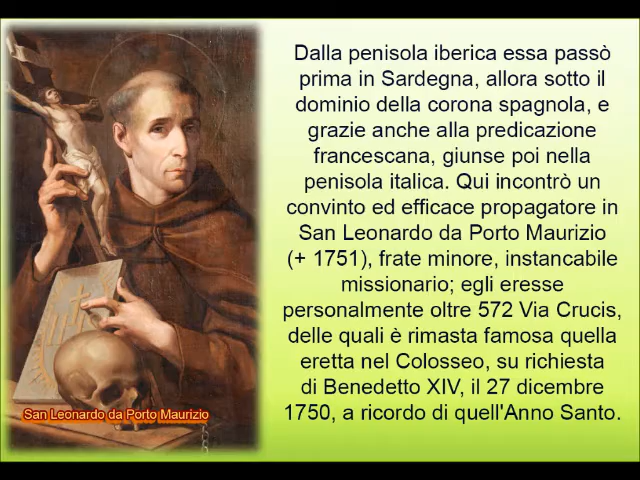 Dalla penisola iberica essa passò
prima in Sardegna, allora sotto il
dominio della corona spagnola, e
grazie anche alla predicazione
francescana, giunse poi nella
penisola italica. Qui incontrò un
convinto ed efficace propagatore in
San Leonardo da Porto Maurizio
(+ 1751), frate minore, instancabile
missionario; egli eresse
personalmente oltre 572 Via Crucis,
delle quali è rimasta famosa quella
eretta nel Colosseo, su richiesta
di Benedetto XIV, il 27 dicembre
1750, a ricordo di quell'Anno Santo.
San Leonardo da Porto Maurizio